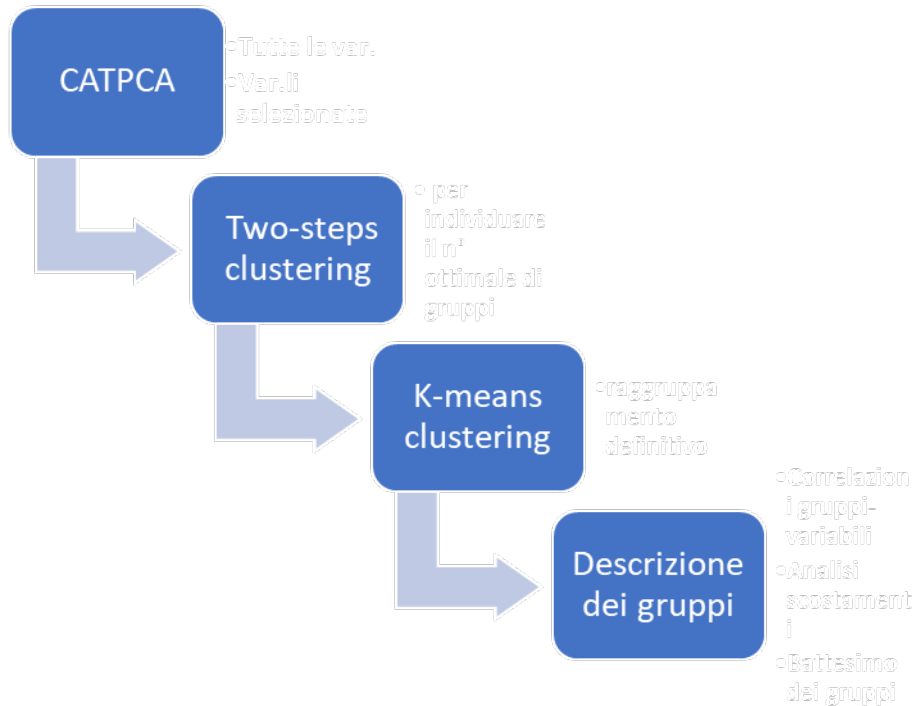 CATPCA
•Tutte le var.
•Var.li
selezionate
Two-steps
clustering
• per
individuare
il n°
ottimale di
gruppi
K-means
clustering
•raggruppa
mento
definitivo
Descrizione
dei gruppi
•Correlazion
i gruppi-
variabili
•Analisi
scostament
i
•Battesimo
dei gruppi